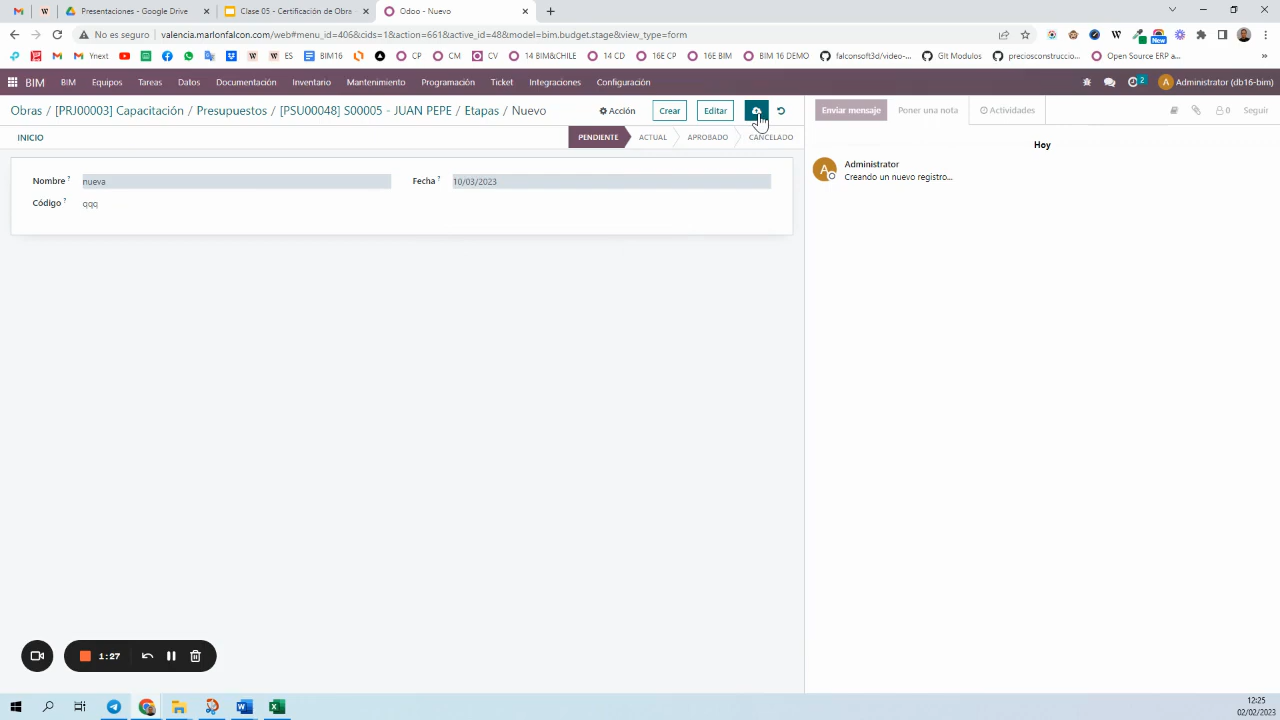 Presentaciones - Google Drive
Clase 05 - Certificación de Obra
Odoo - Nuevo
No es seguro
valencia.marlonfalcon.com/web#menu_id=406&cids=1&action=661&active_id=48&model=bim.budget.stage&view_type=form
New
Ynext
ES
BIM16
CP
CMR
CV
14 BIM&CHILE
14 CD
16E CP
16E BIM
BIM 16 DEMO
falconsoft3d/video-...
GIt Modulos
preciosconstruccio...
Open Source ERP a...
BIM
BIM
Equipos
Tareas
Datos
Documentación
Inventario
Mantenimiento
Programación
Ticket
Integraciones
Configuración
2
A
Administrator (db16-bim)
Obras / [PRJ00003] Capacitación / Presupuestos / [PSU00048] S00005 - JUAN PEPE / Etapas / Nuevo
Acción
Crear
Editar
Enviar mensaje
Poner una nota
Actividades
0
Seguir
INICIO
PENDIENTE
ACTUAL
APROBADO
CANCELADO
Hoy
Nombre ?
nueva
Fecha ?
10/03/2023
Código ?
qqq
A
Administrator
Creando un nuevo registro...
1:27
12:25
02/02/2023